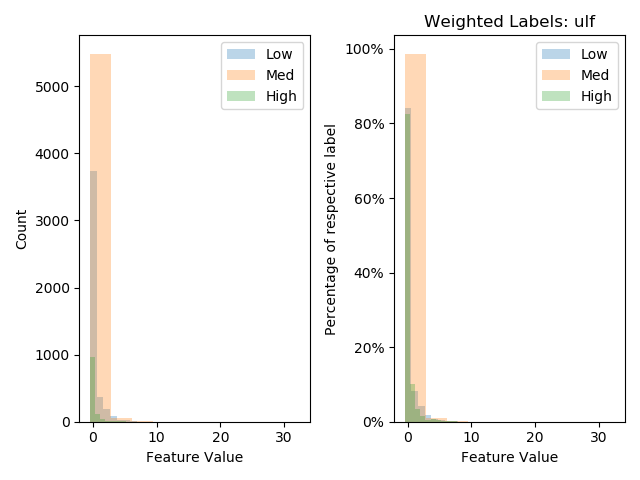 Low
Med
High
5000
4000
3000
2000
1000
0
Count
0 10 20 30
Feature Value
Weighted Labels: ulf
Low
Med
High
100%
80%
60%
40%
20%
0%
Percentage of respective label
0 10 20 30
Feature Value